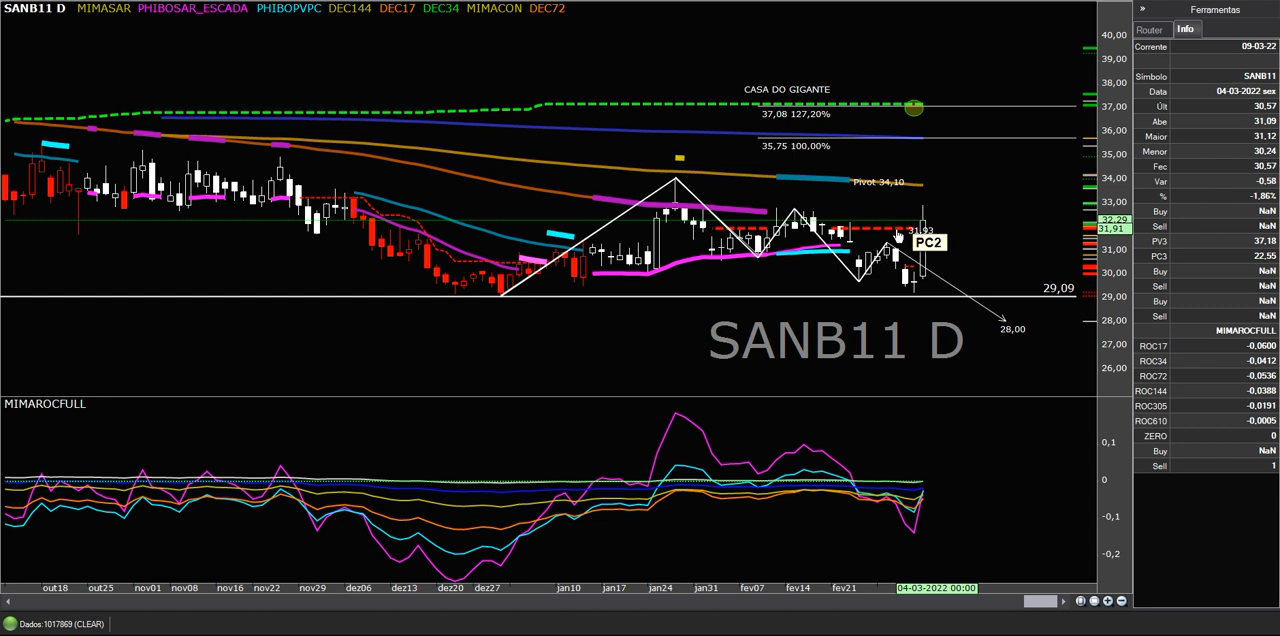 SANB11 D MIMASAR PHIBOSAR_ESCADA PHIBOPVPC DEC144 DEC17 DEC34 MIMACON DEC72
CASA DO GIGANTE
37,08 127,20%
35,75 100,00%
Pivot 34,10
31,93
PC2
29,09
28,00
SANB11 D
40,00
39,00
38,00
37,00
36,00
35,00
34,00
33,00
32,29
31,91
31,00
30,00
29,00
28,00
27,00
26,00
MIMAROCFULL
0,1
0
-0,1
-0,2
out18 out25 nov01 nov08 nov16 nov22 nov29 dez06 dez13 dez20 dez27 jan10 jan17 jan24 jan31 fev07 fev14 fev21 04-03-2022 00:00
Dados:1017869 (CLEAR)
» Ferramentas
Router Info
Corrente 09-03-22
Símbolo SANB11
Data 04-03-2022 sex
Últ 30,57
Abe 31,09
Maior 31,12
Menor 30,24
Fec 30,57
Var -0,58
% -1,86%
Buy NaN
Sell NaN
PV3 37,18
PC3 22,55
Buy NaN
Sell NaN
Buy NaN
Sell NaN
MIMAROCFULL
ROC17 -0,0600
ROC34 -0,0412
ROC72 -0,0536
ROC144 -0,0388
ROC305 -0,0191
ROC610 -0,0005
ZERO 0
Buy NaN
Sell 1